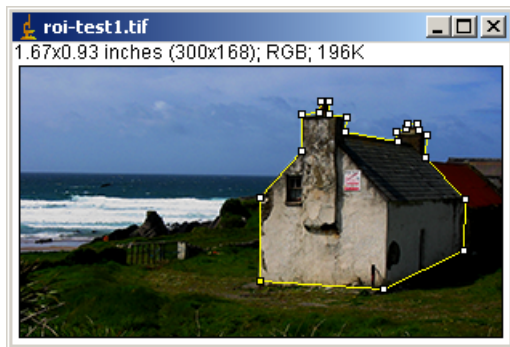 roi-test1.tif
1.67x0.93 inches (300x168); RGB; 196K